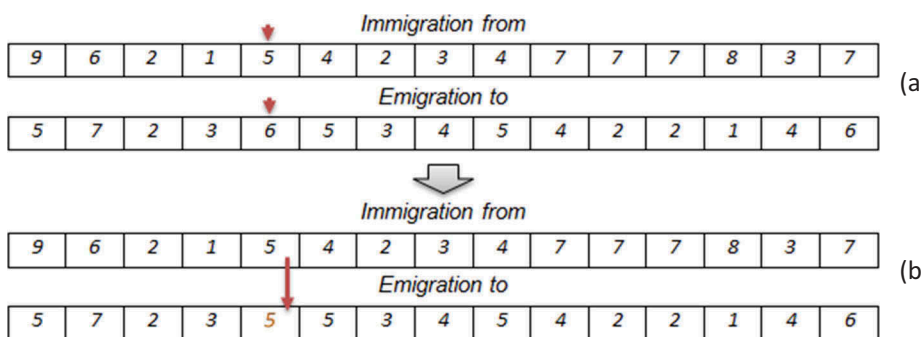 Immigration from
9 6 2 1 5 4 2 3 4 7 7 7 8 3 7
(a
Emigration to
5 7 2 3 6 5 3 4 5 4 2 2 1 4 6
Immigration from
9 6 2 1 5 4 2 3 4 7 7 7 8 3 7
(b
Emigration to
5 7 2 3 5 5 3 4 5 4 2 2 1 4 6